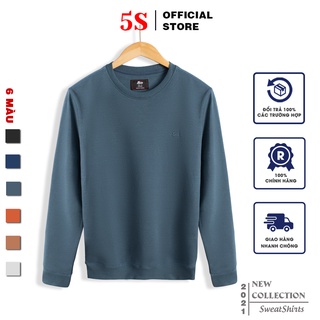 5S
OFFICIAL
STORE
6 MÀU
ĐỔI TRẢ 100%
CÁC TRƯỜNG HỢP
R
100%
CHÍNH HÃNG
GIAO HÀNG
NHANH CHÓNG
2021
NEW
COLLECTION
SweatShirts